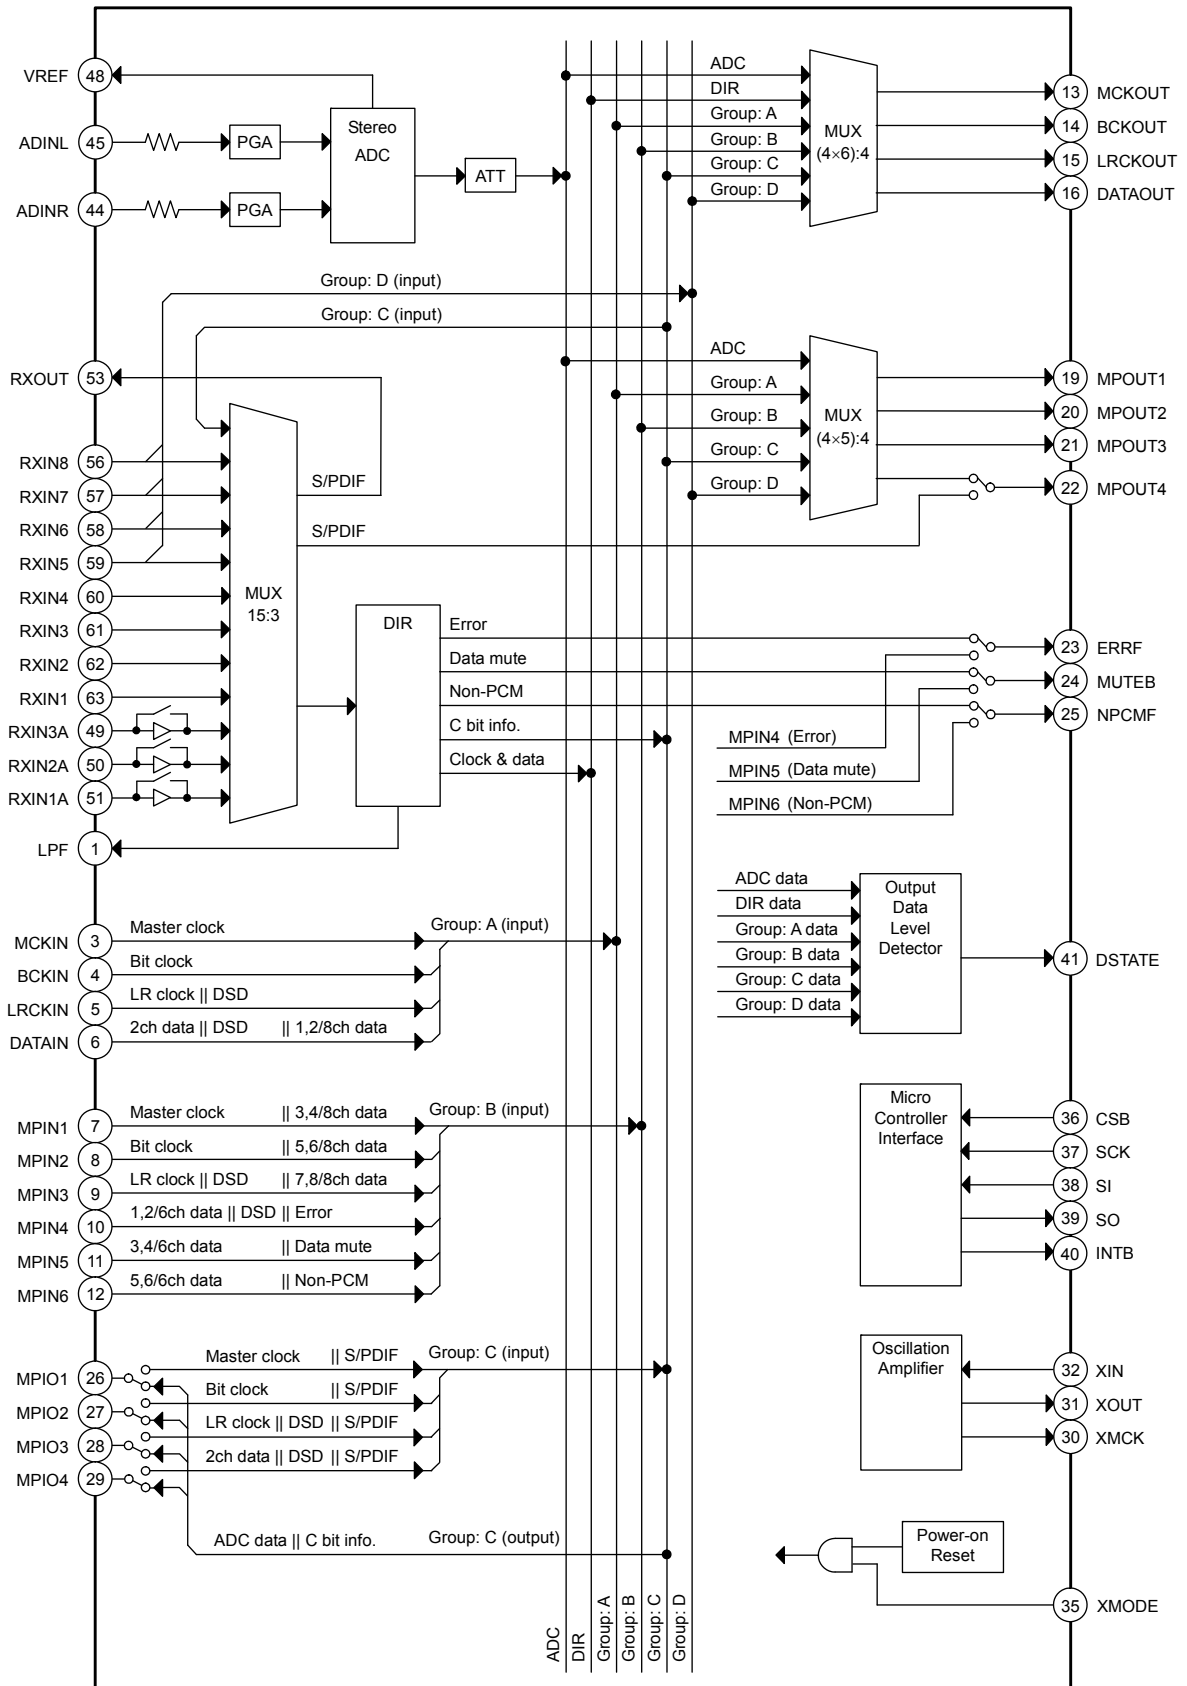 VREF 48
ADINL 45
PGA
Stereo
ADC
ATT
ADINR 44
PGA
ADC
DIR
Group: A
Group: B
Group: C
Group: D
MUX
(4×6):4
13 MCKOUT
14 BCKOUT
15 LRCKOUT
16 DATAOUT
Group: D (input)
Group: C (input)
RXOUT 53
ADC
Group: A
Group: B
Group: C
Group: D
MUX
(4×5):4
19 MPOUT1
20 MPOUT2
21 MPOUT3
22 MPOUT4
RXIN8 56
RXIN7 57
RXIN6 58
RXIN5 59
RXIN4 60
RXIN3 61
RXIN2 62
RXIN1 63
RXIN3A 49
RXIN2A 50
RXIN1A 51
LPF 1
MUX
15:3
S/PDIF
S/PDIF
DIR
Error
Data mute
Non-PCM
C bit info.
Clock & data
MPIN4 (Error)
MPIN5 (Data mute)
MPIN6 (Non-PCM)
23 ERRF
24 MUTEB
25 NPCMF
ADC data
DIR data
Group: A data
Group: B data
Group: C data
Group: D data
Output
Data
Level
Detector
41 DSTATE
MCKIN 3 Master clock
BCKIN 4 Bit clock
LRCKIN 5 LR clock || DSD
DATAIN 6 2ch data || DSD || 1,2/8ch data
Group: A (input)
MPIN1 7 Master clock || 3,4/8ch data
MPIN2 8 Bit clock || 5,6/8ch data
MPIN3 9 LR clock || DSD || 7,8/8ch data
MPIN4 10 1,2/6ch data || DSD || Error
MPIN5 11 3,4/6ch data || Data mute
MPIN6 12 5,6/6ch data || Non-PCM
Group: B (input)
Micro
Controller
Interface
36 CSB
37 SCK
38 SI
39 SO
40 INTB
MPIO1 26 Master clock || S/PDIF
MPIO2 27 Bit clock || S/PDIF
MPIO3 28 LR clock || DSD || S/PDIF
MPIO4 29 2ch data || DSD || S/PDIF
Group: C (input)
ADC data || C bit info. Group: C (output)
Oscillation
Amplifier
32 XIN
31 XOUT
30 XMCK
Power-on
Reset
35 XMODE
ADC
DIR
Group: A
Group: B
Group: C
Group: D